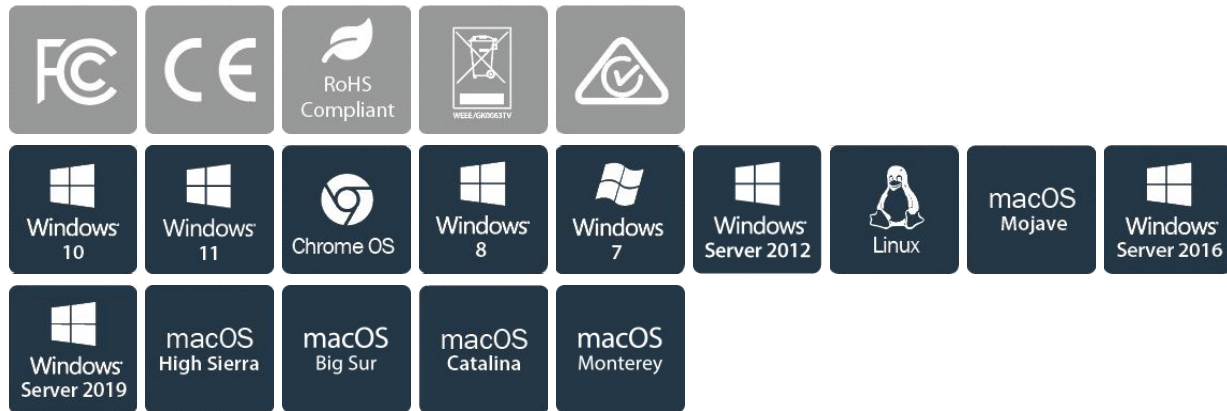 FC
CE
RoHS
Compliant
WEEE/GK0063TV
Windows
10
Windows
11
Chrome OS
Windows
8
Windows
7
Windows
Server 2012
Linux
macOS
Mojave
Windows
Server 2016
Windows
Server 2019
macOS
High Sierra
macOS
Big Sur
macOS
Catalina
macOS
Monterey